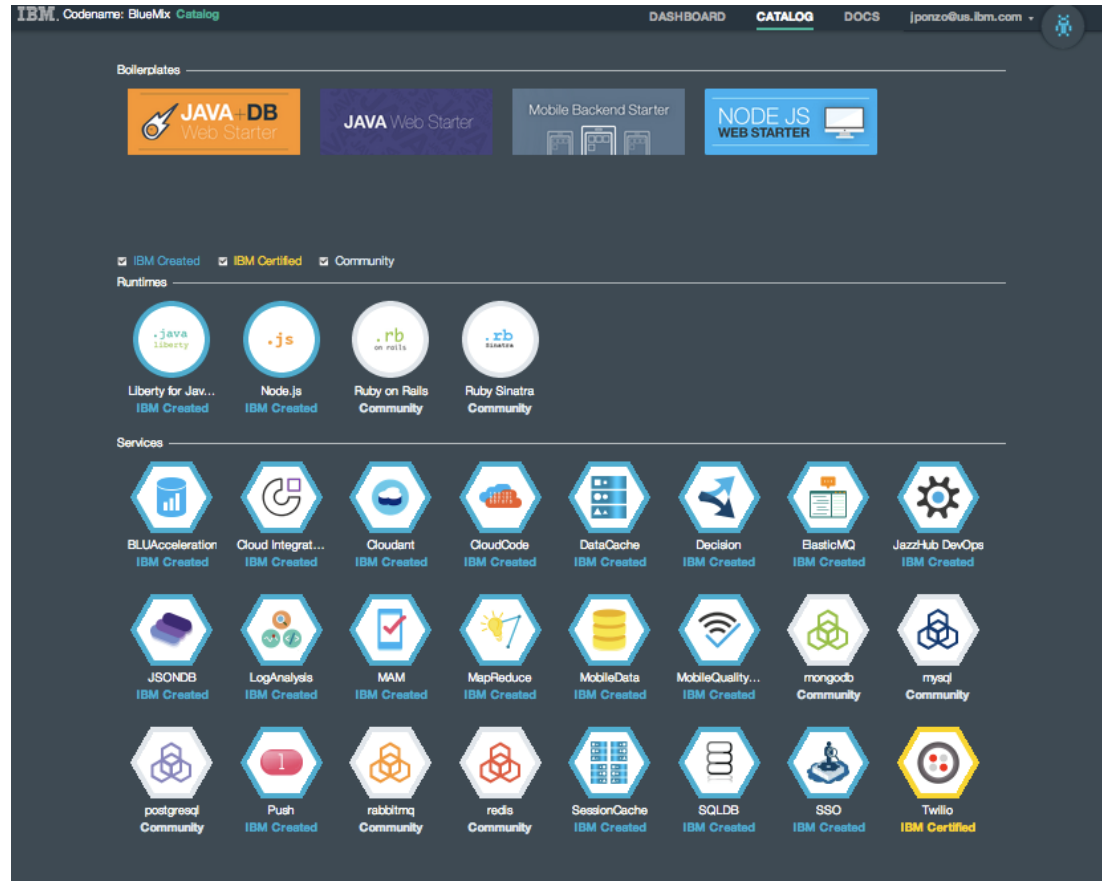 IBM. Codename: BlueMix Catalog
DASHBOARD CATALOG DOCS jponzo@us.ibm.com
Boilerplates
JAVA+DB
Web Starter
JAVA Web Starter
Mobile Backend Starter
NODE JS
WEB STARTER
IBM Created IBM Certified Community
Runtimes
.java
liberty
.js
.rb
on rails
.rb
Sinatra
Liberty for Jav... Node.js Ruby on Rails Ruby Sinatra
IBM Created IBM Created Community Community
Services
BLUAcceleration Cloud Integrat... Cloudant CloudCode DataCache Decision ElasticMQ JazzHub DevOps
IBM Created IBM Created IBM Created IBM Created IBM Created IBM Created IBM Created IBM Created
JSONDB LogAnalysis MAM MapReduce MobileData MobileQuality... mongodb mysql
IBM Created IBM Created IBM Created IBM Created IBM Created IBM Created Community Community
1
postgresql Push rabbitmq redis SessionCache SQLDB SSO Twilio
Community IBM Created Community Community IBM Created IBM Created IBM Created IBM Certified